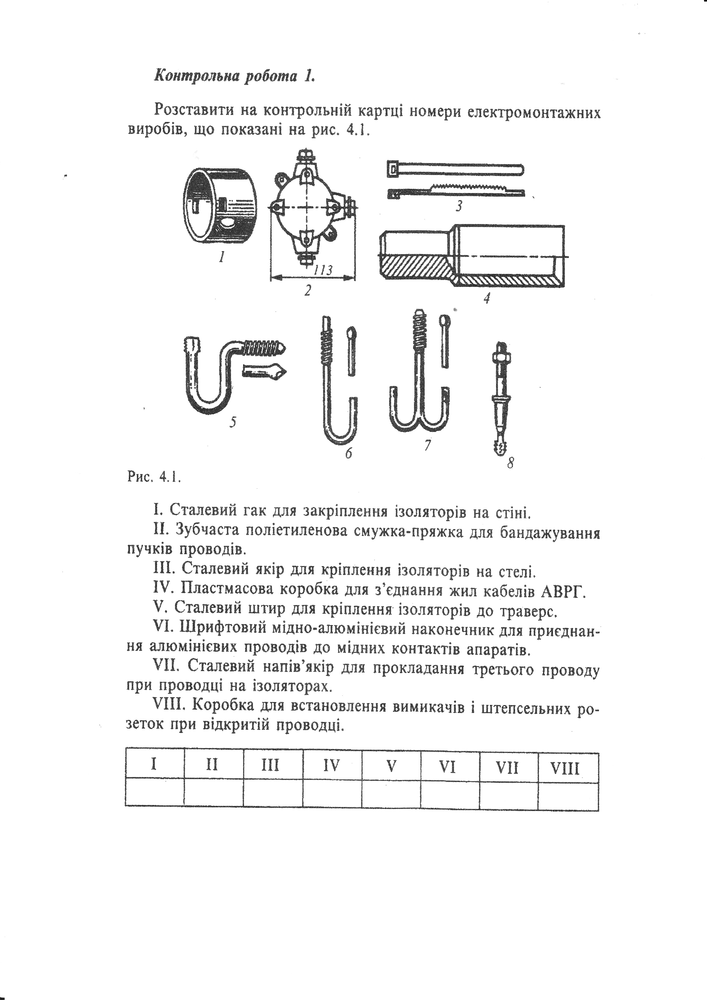 Контрольна робота 1.
Розставити на контрольній картці номери електромонтажних
виробів, що показані на рис. 4.1.
1
113
2
3
4
5
6
7
8
Рис. 4.1.
I. Сталевий гак для закріплення ізоляторів на стіні.
II. Зубчаста поліетиленова смужка-пряжка для бандажування
пучків проводів.
III. Сталевий якір для кріплення ізоляторів на стелі.
IV. Пластмасова коробка для з'єднання жил кабелів АВРГ.
V. Сталевий штир для кріплення ізоляторів до траверс.
VI. Шрифтовий мідно-алюмінієвий наконечник для приєднан-
ня алюмінієвих проводів до мідних контактів апаратів.
VII. Сталевий напів'якір для прокладання третього проводу
при проводці на ізоляторах.
VIII. Коробка для встановлення вимикачів і штепсельних ро-
зеток при відкритій проводці.
I II III IV V VI VII VIII